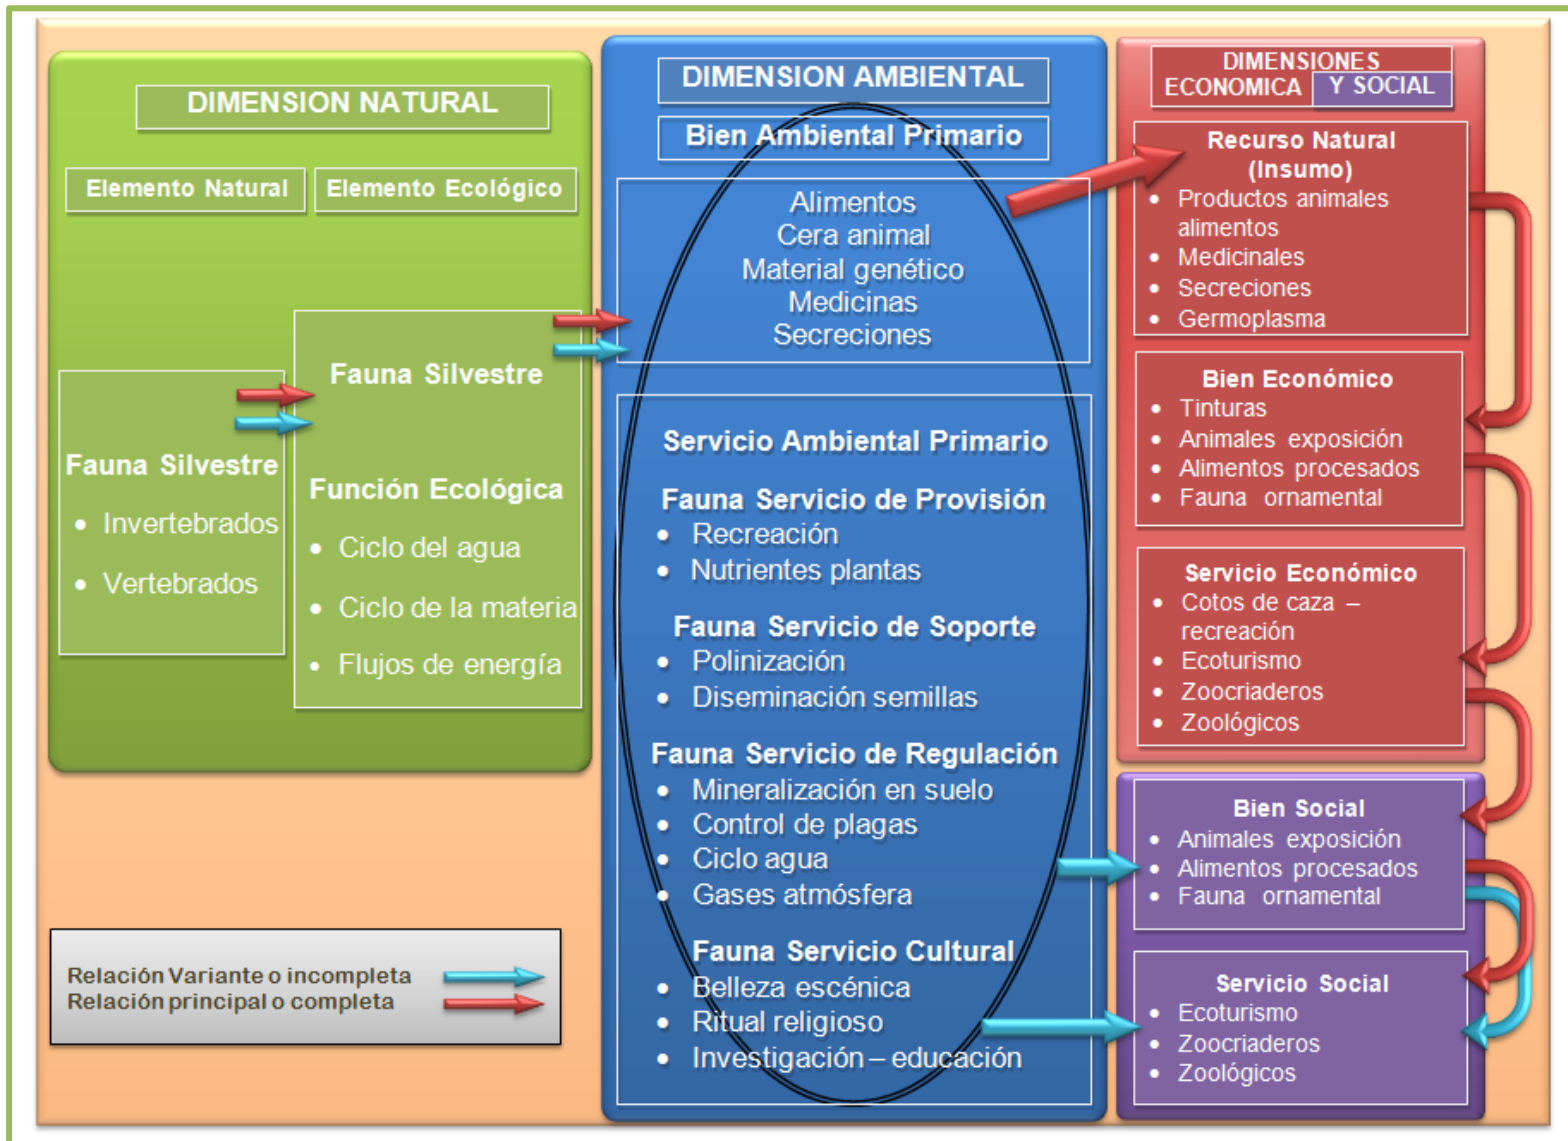 DIMENSION NATURAL
Elemento Natural
Elemento Ecológico
Fauna Silvestre
• Invertebrados
• Vertebrados
Fauna Silvestre
Función Ecológica
• Ciclo del agua
• Ciclo de la materia
• Flujos de energía
Relación Variante o incompleta
Relación principal o completa
DIMENSION AMBIENTAL
Bien Ambiental Primario
Alimentos
Cera animal
Material genético
Medicinas
Secreciones
Servicio Ambiental Primario
Fauna Servicio de Provisión
• Recreación
• Nutrientes plantas
Fauna Servicio de Soporte
• Polinización
• Diseminación semillas
Fauna Servicio de Regulación
• Mineralización en suelo
• Control de plagas
• Ciclo agua
• Gases atmósfera
Fauna Servicio Cultural
• Belleza escénica
• Ritual religioso
• Investigación – educación
DIMENSIONES
ECONOMICA Y SOCIAL
Recurso Natural
(Insumo)
• Productos animales
alimentos
• Medicinales
• Secreciones
• Germoplasma
Bien Económico
• Tinturas
• Animales exposición
• Alimentos procesados
• Fauna ornamental
Servicio Económico
• Cotos de caza –
recreación
• Ecoturismo
• Zoocriaderos
• Zoológicos
Bien Social
• Animales exposición
• Alimentos procesados
• Fauna ornamental
Servicio Social
• Ecoturismo
• Zoocriaderos
• Zoológicos